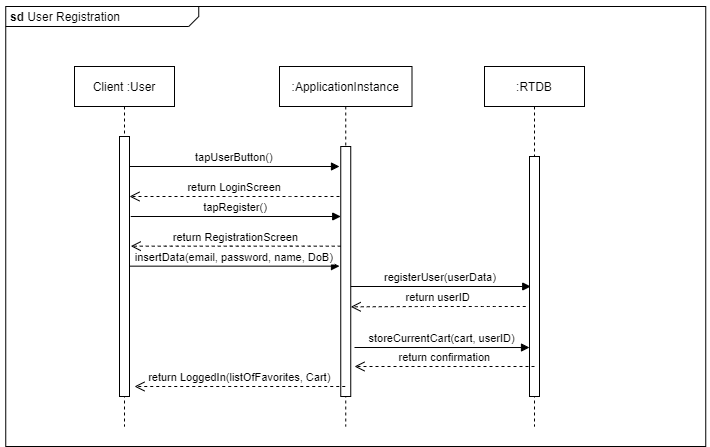 sd User Registration
Client :User
:ApplicationInstance
:RTDB
tapUserButton()
return LoginScreen
tapRegister()
return RegistrationScreen
insertData(email, password, name, DoB)
registerUser(userData)
return userID
storeCurrentCart(cart, userID)
return confirmation
return LoggedIn(listOfFavorites, Cart)